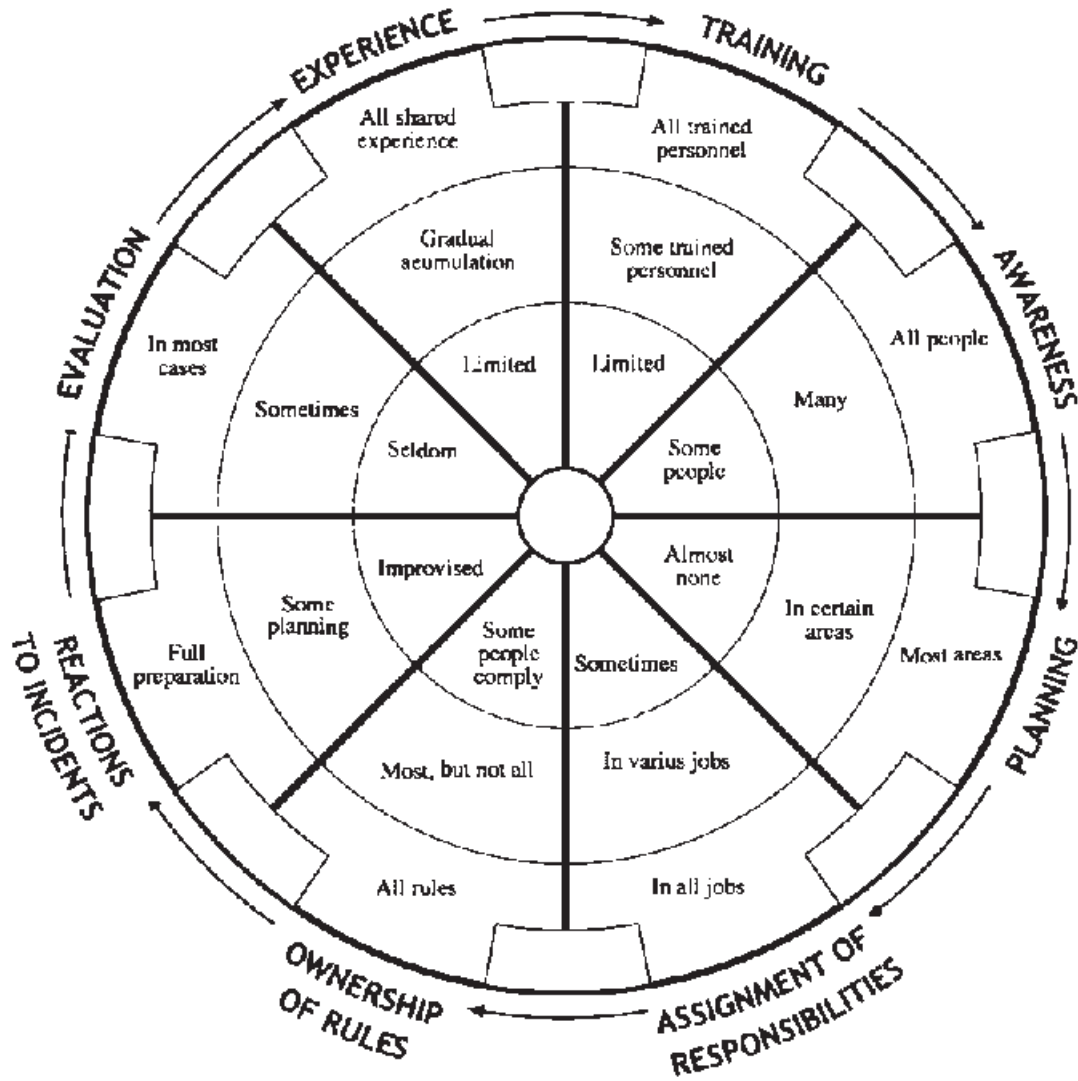 EXPERIENCE
TRAINING
All shared
experience
All trained
personnel
Gradual
acumulation
Some trained
personnel
EVALUATION
AWARENESS
In most
cases
All people
Limited
Limited
Sometimes
Many
Seldom
Some
people
Improvised
Almost
none
Some
planning
In certain
areas
Full
preparation
Some
people
comply
Sometimes
Most areas
REACTIONS
TO INCIDENTS
PLANNING
Most, but not all
In varius jobs
All rules
In all jobs
OWNERSHIP
OF RULES
ASSIGNMENT OF
RESPONSIBILITIES